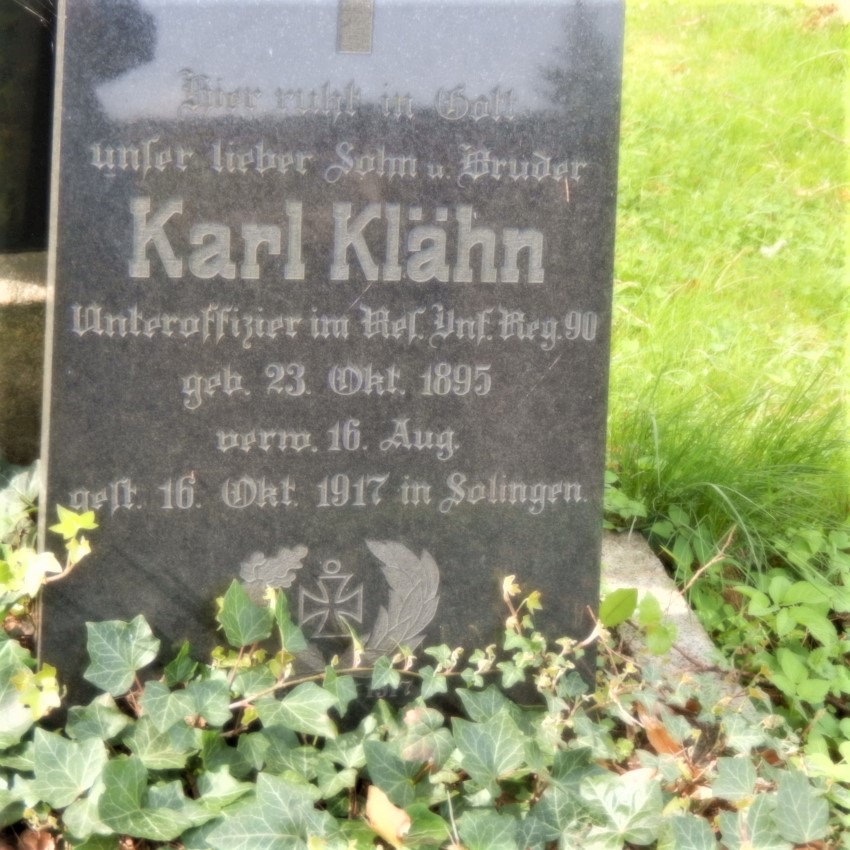 Hier ruht in Gott
unser lieber Sohn u. Bruder
Karl Klähn
Unteroffizier im Res. Inf. Reg. 90
geb. 23. Okt. 1895
verw. 16. Aug.
gest. 16. Okt. 1917 in Solingen.
1917